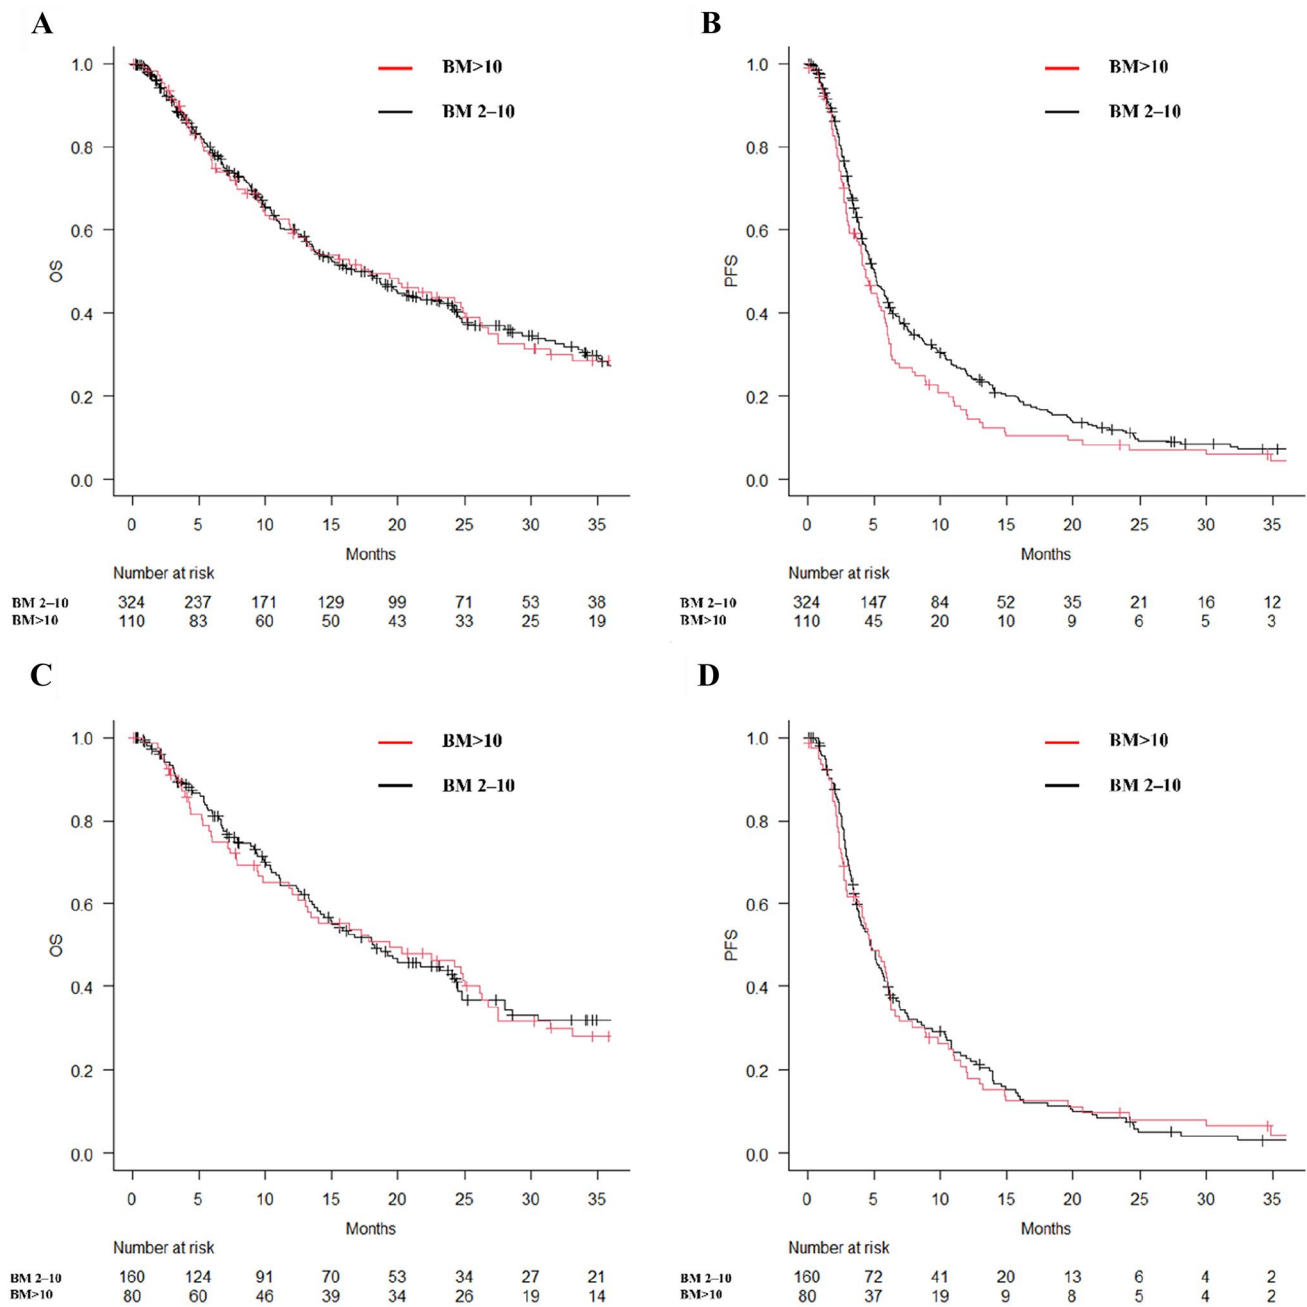 A
BM>10
BM 2–10
1.0
0.8
0.6
0.4
0.2
0.0
OS
0 5 10 15 20 25 30 35
Months
Number at risk
BM 2–10 324 237 171 129 99 71 53 38
BM>10 110 83 60 50 43 33 25 19
B
BM>10
BM 2–10
1.0
0.8
0.6
0.4
0.2
0.0
PFS
0 5 10 15 20 25 30 35
Months
Number at risk
BM 2–10 324 147 84 52 35 21 16 12
BM>10 110 45 20 10 9 6 5 3
C
BM>10
BM 2–10
1.0
0.8
0.6
0.4
0.2
0.0
OS
0 5 10 15 20 25 30 35
Months
Number at risk
BM 2–10 160 124 91 70 53 34 27 21
BM>10 80 60 46 39 34 26 19 14
D
BM>10
BM 2–10
1.0
0.8
0.6
0.4
0.2
0.0
PFS
0 5 10 15 20 25 30 35
Months
Number at risk
BM 2–10 160 72 41 20 13 6 4 2
BM>10 80 37 19 9 8 5 4 2